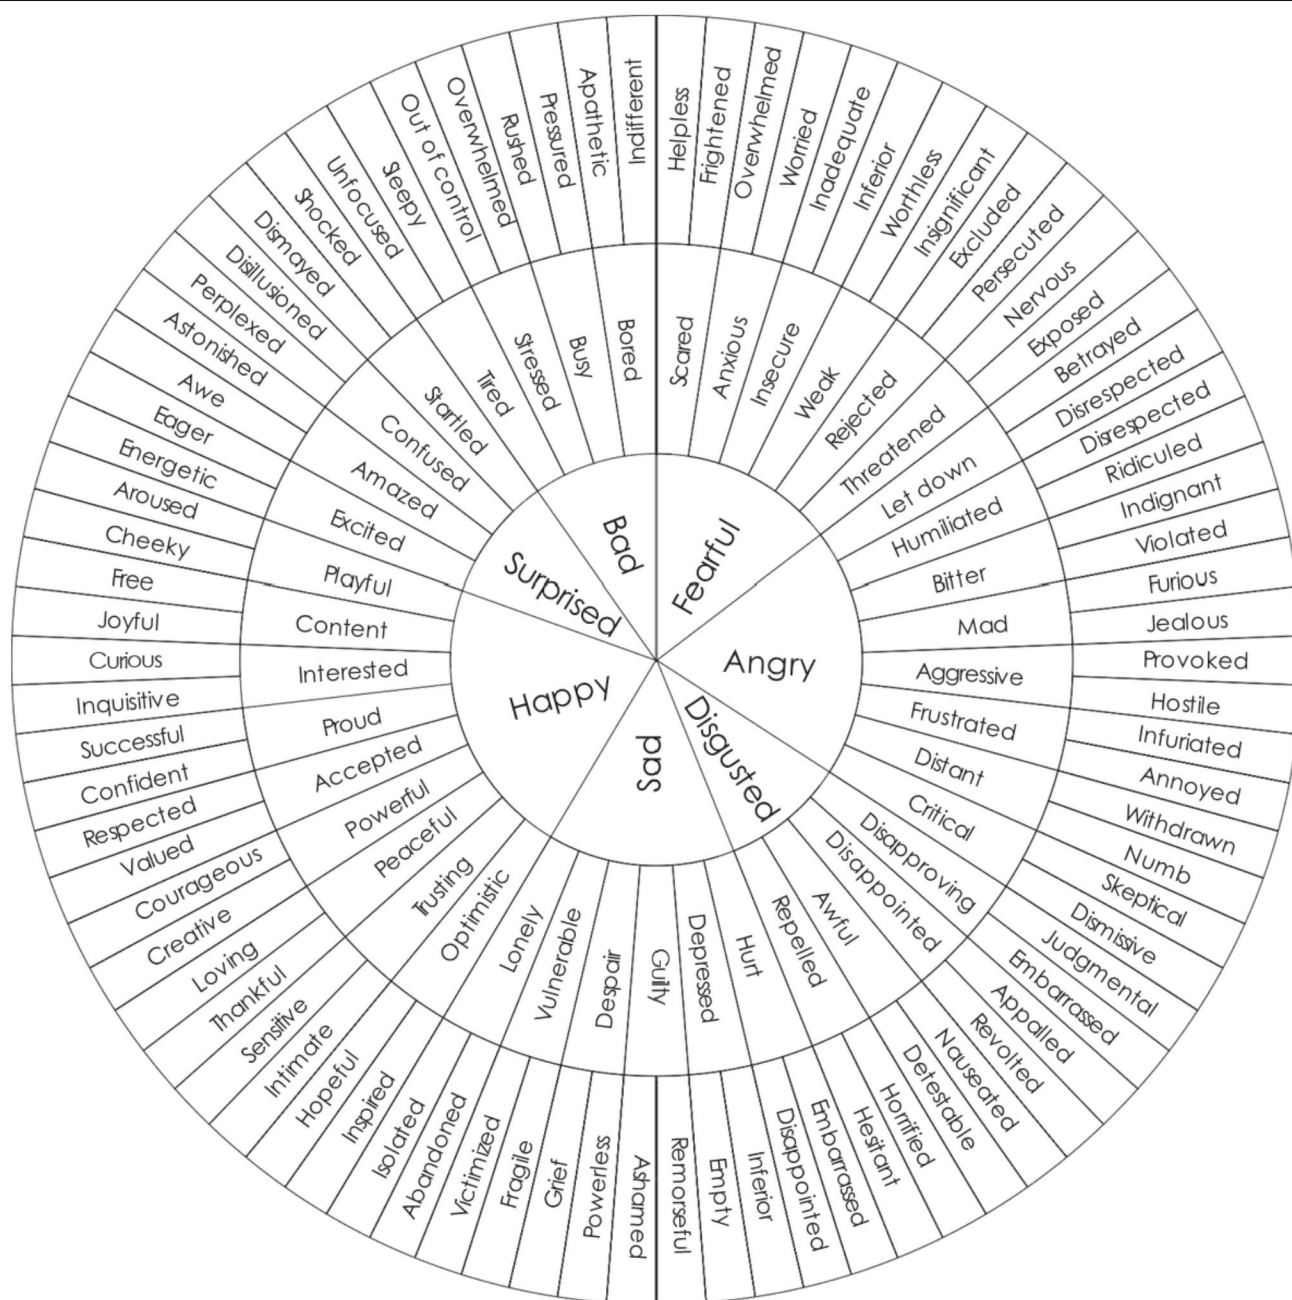 Fearful
Angry
Disgusted
Sad
Happy
Surprised
Bad
Scared
Anxious
Insecure
Weak
Rejected
Threatened
Let down
Humiliated
Bitter
Mad
Aggressive
Frustrated
Distant
Critical
Disapproving
Disappointed
Awful
Repelled
Hurt
Depressed
Guilty
Despair
Vulnerable
Lonely
Optimistic
Trusting
Peaceful
Powerful
Accepted
Proud
Interested
Content
Playful
Excited
Amazed
Confused
Startled
Tired
Stressed
Busy
Bored
Helpless
Frightened
Overwhelmed
Worried
Inadequate
Inferior
Worthless
Insignificant
Excluded
Persecuted
Nervous
Exposed
Betrayed
Disrespected
Disrespected
Ridiculed
Indignant
Violated
Furious
Jealous
Provoked
Hostile
Infuriated
Annoyed
Withdrawn
Numb
Skeptical
Dismissive
Judgmental
Embarrassed
Appalled
Revolted
Nauseated
Detestable
Horrified
Hesitant
Embarrassed
Disappointed
Inferior
Empty
Remorseful
Ashamed
Powerless
Grief
Fragile
Victimized
Abandoned
Isolated
Inspired
Hopeful
Intimate
Sensitive
Thankful
Loving
Creative
Courageous
Valued
Respected
Confident
Successful
Inquisitive
Curious
Joyful
Free
Cheeky
Aroused
Energetic
Eager
Awe
Astonished
Perplexed
Disillusioned
Dismayed
Shocked
Unfocused
Sleepy
Out of control
Overwhelmed
Rushed
Pressured
Apathetic
Indifferent